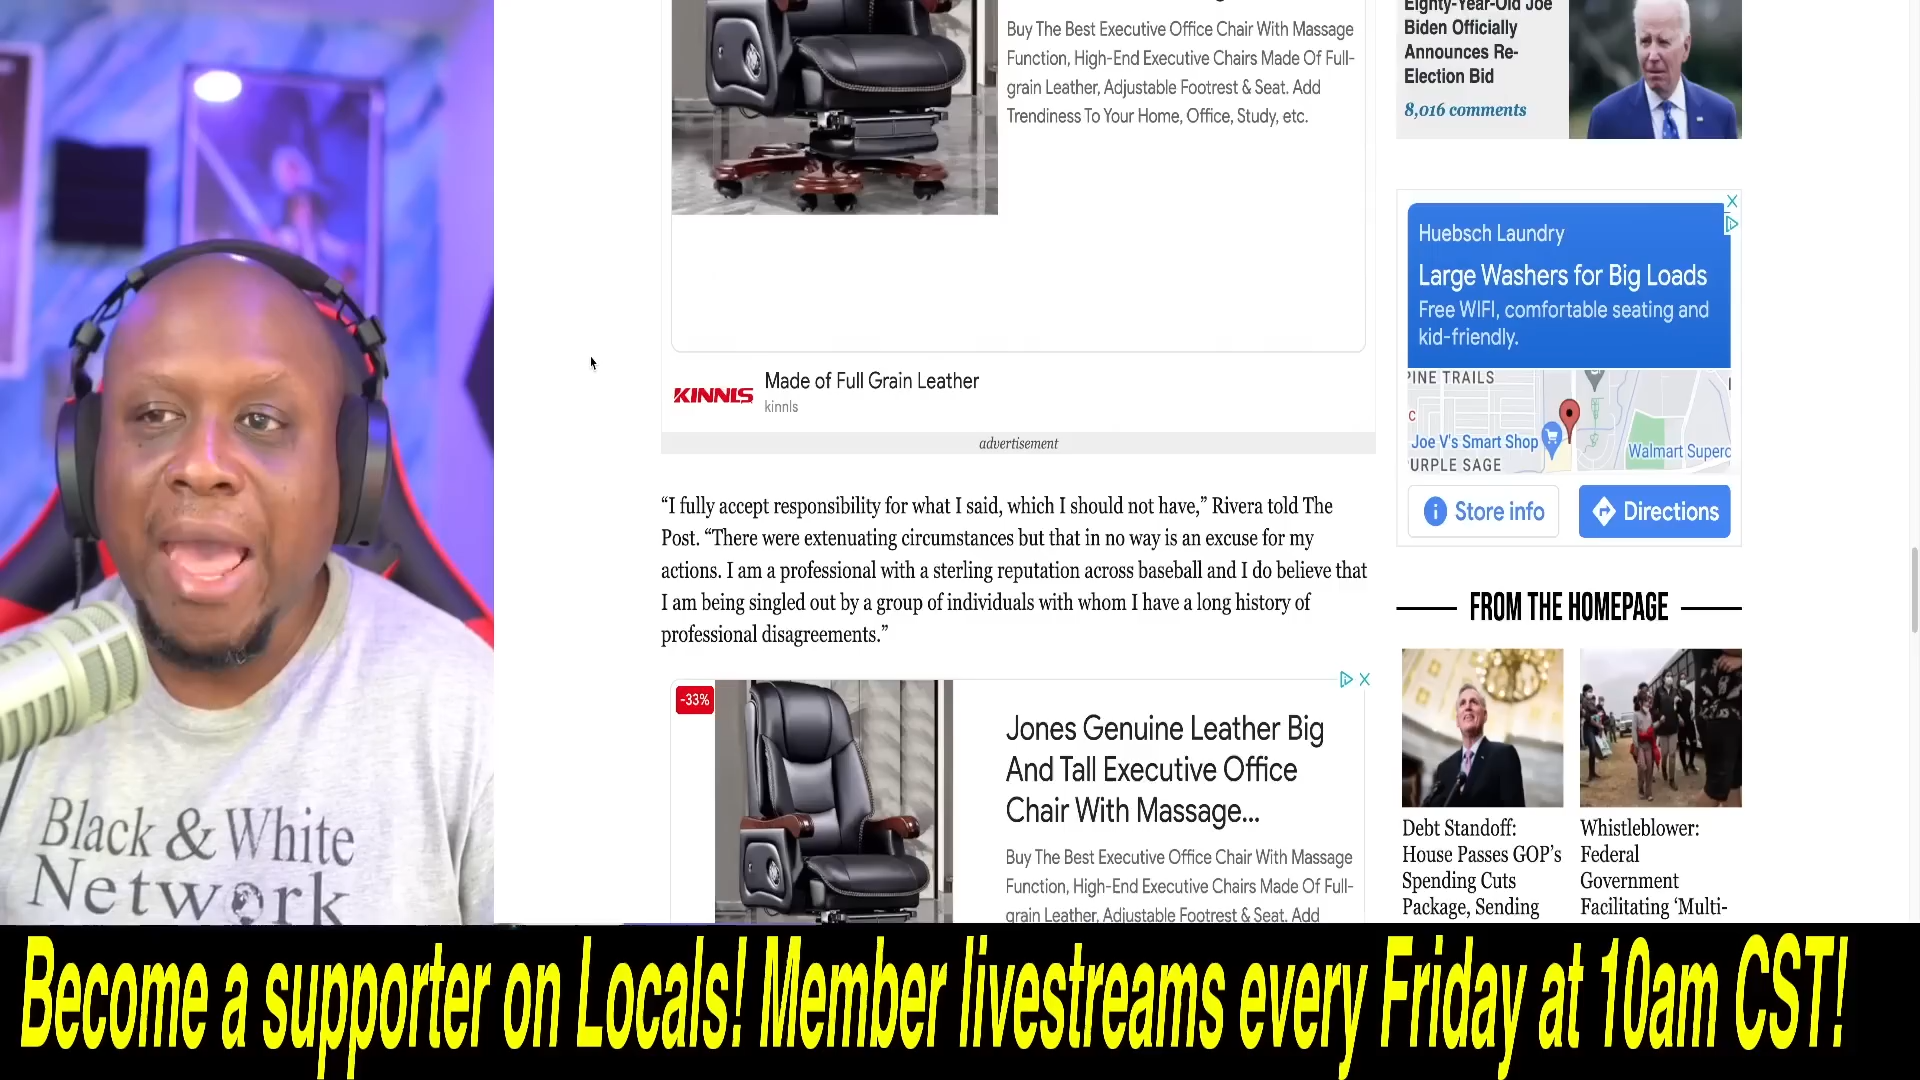 Buy The Best Executive Office Chair With Massage
Function, High-End Executive Chairs Made Of Full-
grain Leather, Adjustable Footrest & Seat. Add
Trendiness To Your Home, Office, Study, etc.
KINNLS
Made of Full Grain Leather
kinnls
advertisement
“I fully accept responsibility for what I said, which I should not have,” Rivera told The
Post. “There were extenuating circumstances but that in no way is an excuse for my
actions. I am a professional with a sterling reputation across baseball and I do believe that
I am being singled out by a group of individuals with whom I have a long history of
professional disagreements.”
-33%
Jones Genuine Leather Big
And Tall Executive Office
Chair With Massage...
Buy The Best Executive Office Chair With Massage
Function, High-End Executive Chairs Made Of Full-
grain Leather, Adjustable Footrest & Seat. Add
Eighty-Year-Old Joe
Biden Officially
Announces Re-
Election Bid
8,016 comments
Huebsch Laundry
Large Washers for Big Loads
Free WIFI, comfortable seating and
kid-friendly.
PINE TRAILS
Joe V's Smart Shop
Walmart Superc
URPLE SAGE
Store info
Directions
FROM THE HOMEPAGE
Debt Standoff:
House Passes GOP’s
Spending Cuts
Package, Sending
Whistleblower:
Federal
Government
Facilitating ‘Multi-
Black & White
Network
Become a supporter on Locals! Member livestreams every Friday at 10am CST!